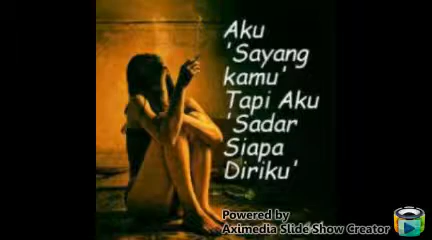 Aku
'Sayang
kamu'
Tapi Aku
'Sadar
Siapa
Diriku'
Powered by
Aximedia Slide Show Creator